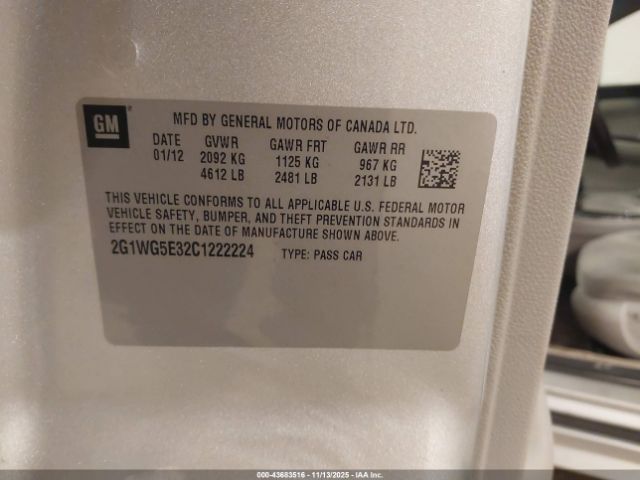 GM
MFD BY GENERAL MOTORS OF CANADA LTD.
DATE GVWR GAWR FRT GAWR RR
01/12 2092 KG 1125 KG 967 KG
4612 LB 2481 LB 2131 LB
THIS VEHICLE CONFORMS TO ALL APPLICABLE U.S. FEDERAL MOTOR
VEHICLE SAFETY, BUMPER, AND THEFT PREVENTION STANDARDS IN
EFFECT ON THE DATE OF MANUFACTURE SHOWN ABOVE.
2G1WG5E32C1222224 TYPE: PASS CAR
000-43683516 - 11/13/2025 - IAA Inc.